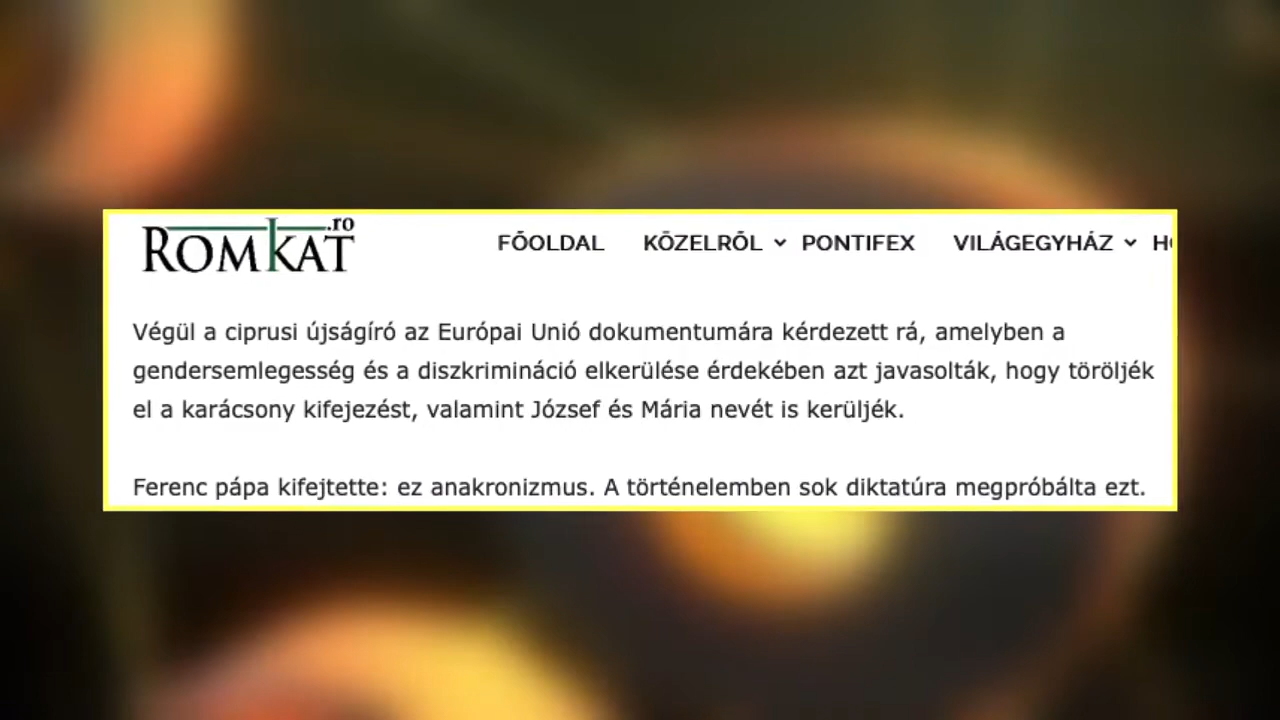 ROMKAT.ro
FŐOLDAL KÖZELRŐL PONTIFEX VILÁGEGYHÁZ
Végül a ciprusi újságíró az Európai Unió dokumentumára kérdezett rá, amelyben a
gendersemlegesség és a diszkrimináció elkerülése érdekében azt javasolták, hogy töröljék
el a karácsony kifejezést, valamint József és Mária nevét is kerüljék.
Ferenc pápa kifejtette: ez anakronizmus. A történelemben sok diktatúra megpróbálta ezt.